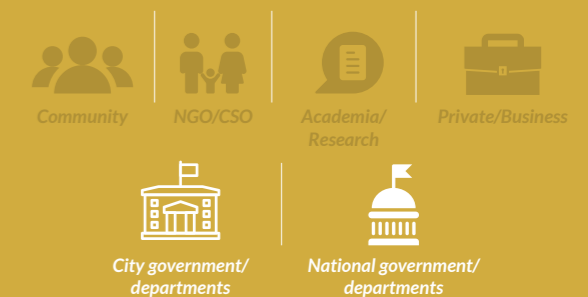 Community
NGO/CSO
Academia/
Research
Private/Business
City government/
departments
National government/
departments